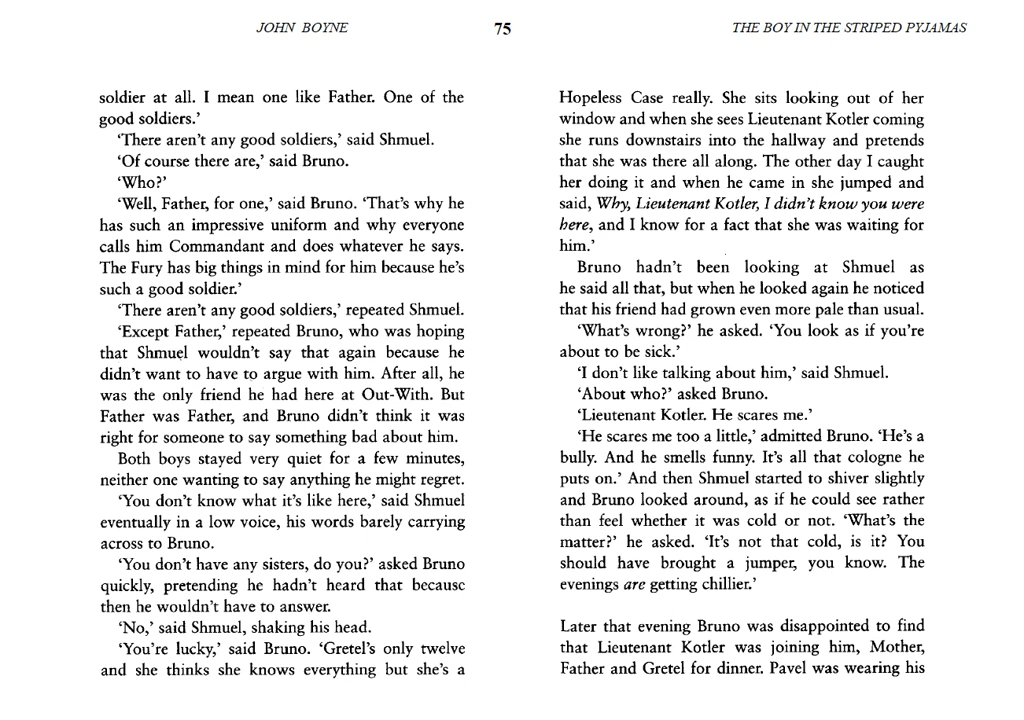 JOHN BOYNE
75
THE BOY IN THE STRIPED PYJAMAS
soldier at all. I mean one like Father. One of the
good soldiers.’
‘There aren’t any good soldiers,’ said Shmuel.
‘Of course there are,’ said Bruno.
‘Who?’
‘Well, Father, for one,’ said Bruno. ‘That’s why he
has such an impressive uniform and why everyone
calls him Commandant and does whatever he says.
The Fury has big things in mind for him because he’s
such a good soldier.’
‘There aren’t any good soldiers,’ repeated Shmuel.
‘Except Father,’ repeated Bruno, who was hoping
that Shmuel wouldn’t say that again because he
didn’t want to have to argue with him. After all, he
was the only friend he had here at Out-With. But
Father was Father, and Bruno didn’t think it was
right for someone to say something bad about him.
Both boys stayed very quiet for a few minutes,
neither one wanting to say anything he might regret.
‘You don’t know what it’s like here,’ said Shmuel
eventually in a low voice, his words barely carrying
across to Bruno.
‘You don’t have any sisters, do you?’ asked Bruno
quickly, pretending he hadn’t heard that because
then he wouldn’t have to answer.
‘No,’ said Shmuel, shaking his head.
‘You’re lucky,’ said Bruno. ‘Gretel’s only twelve
and she thinks she knows everything but she’s a
Hopeless Case really. She sits looking out of her
window and when she sees Lieutenant Kotler coming
she runs downstairs into the hallway and pretends
that she was there all along. The other day I caught
her doing it and when he came in she jumped and
said, Why, Lieutenant Kotler, I didn’t know you were
here, and I know for a fact that she was waiting for
him.’
Bruno hadn’t been looking at Shmuel as
he said all that, but when he looked again he noticed
that his friend had grown even more pale than usual.
‘What’s wrong?’ he asked. ‘You look as if you’re
about to be sick.’
‘I don’t like talking about him,’ said Shmuel.
‘About who?’ asked Bruno.
‘Lieutenant Kotler. He scares me.’
‘He scares me too a little,’ admitted Bruno. ‘He’s a
bully. And he smells funny. It’s all that cologne he
puts on.’ And then Shmuel started to shiver slightly
and Bruno looked around, as if he could see rather
than feel whether it was cold or not. ‘What’s the
matter?’ he asked. ‘It’s not that cold, is it? You
should have brought a jumper, you know. The
evenings are getting chillier.’
Later that evening Bruno was disappointed to find
that Lieutenant Kotler was joining him, Mother,
Father and Gretel for dinner. Pavel was wearing his